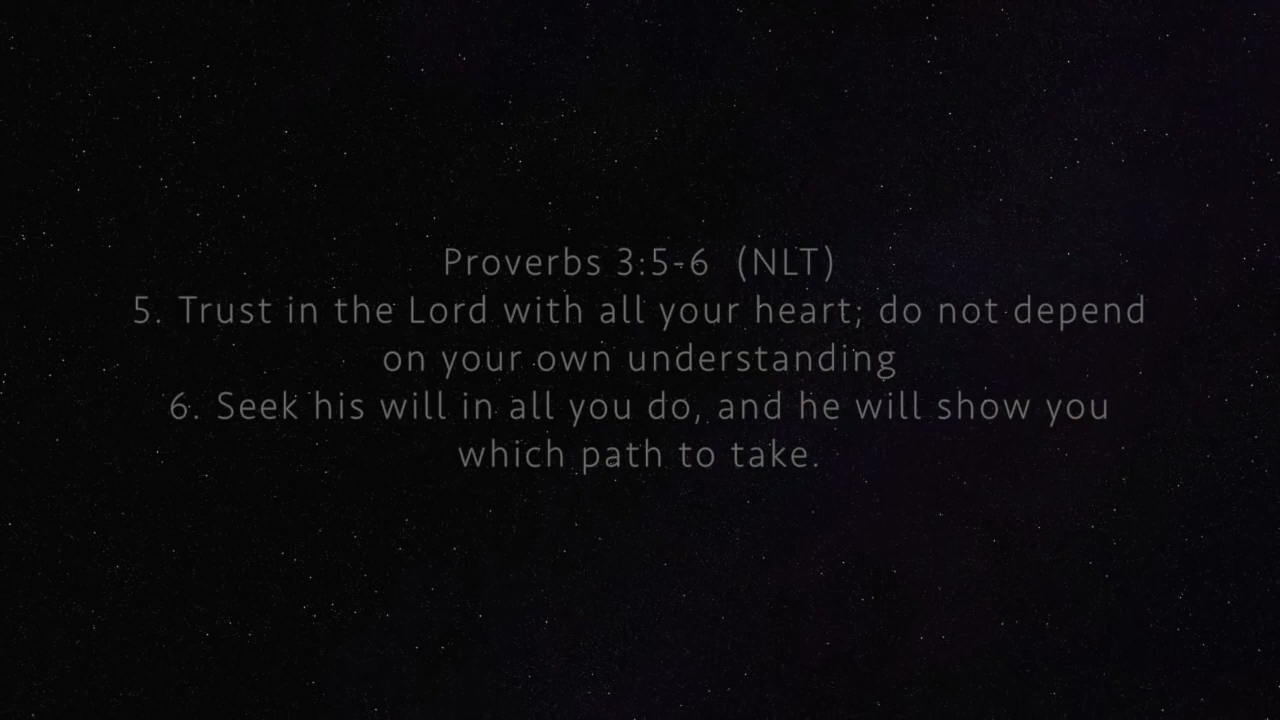 Proverbs 3:5-6 (NLT)
5. Trust in the Lord with all your heart; do not depend
on your own understanding
6. Seek his will in all you do, and he will show you
which path to take.